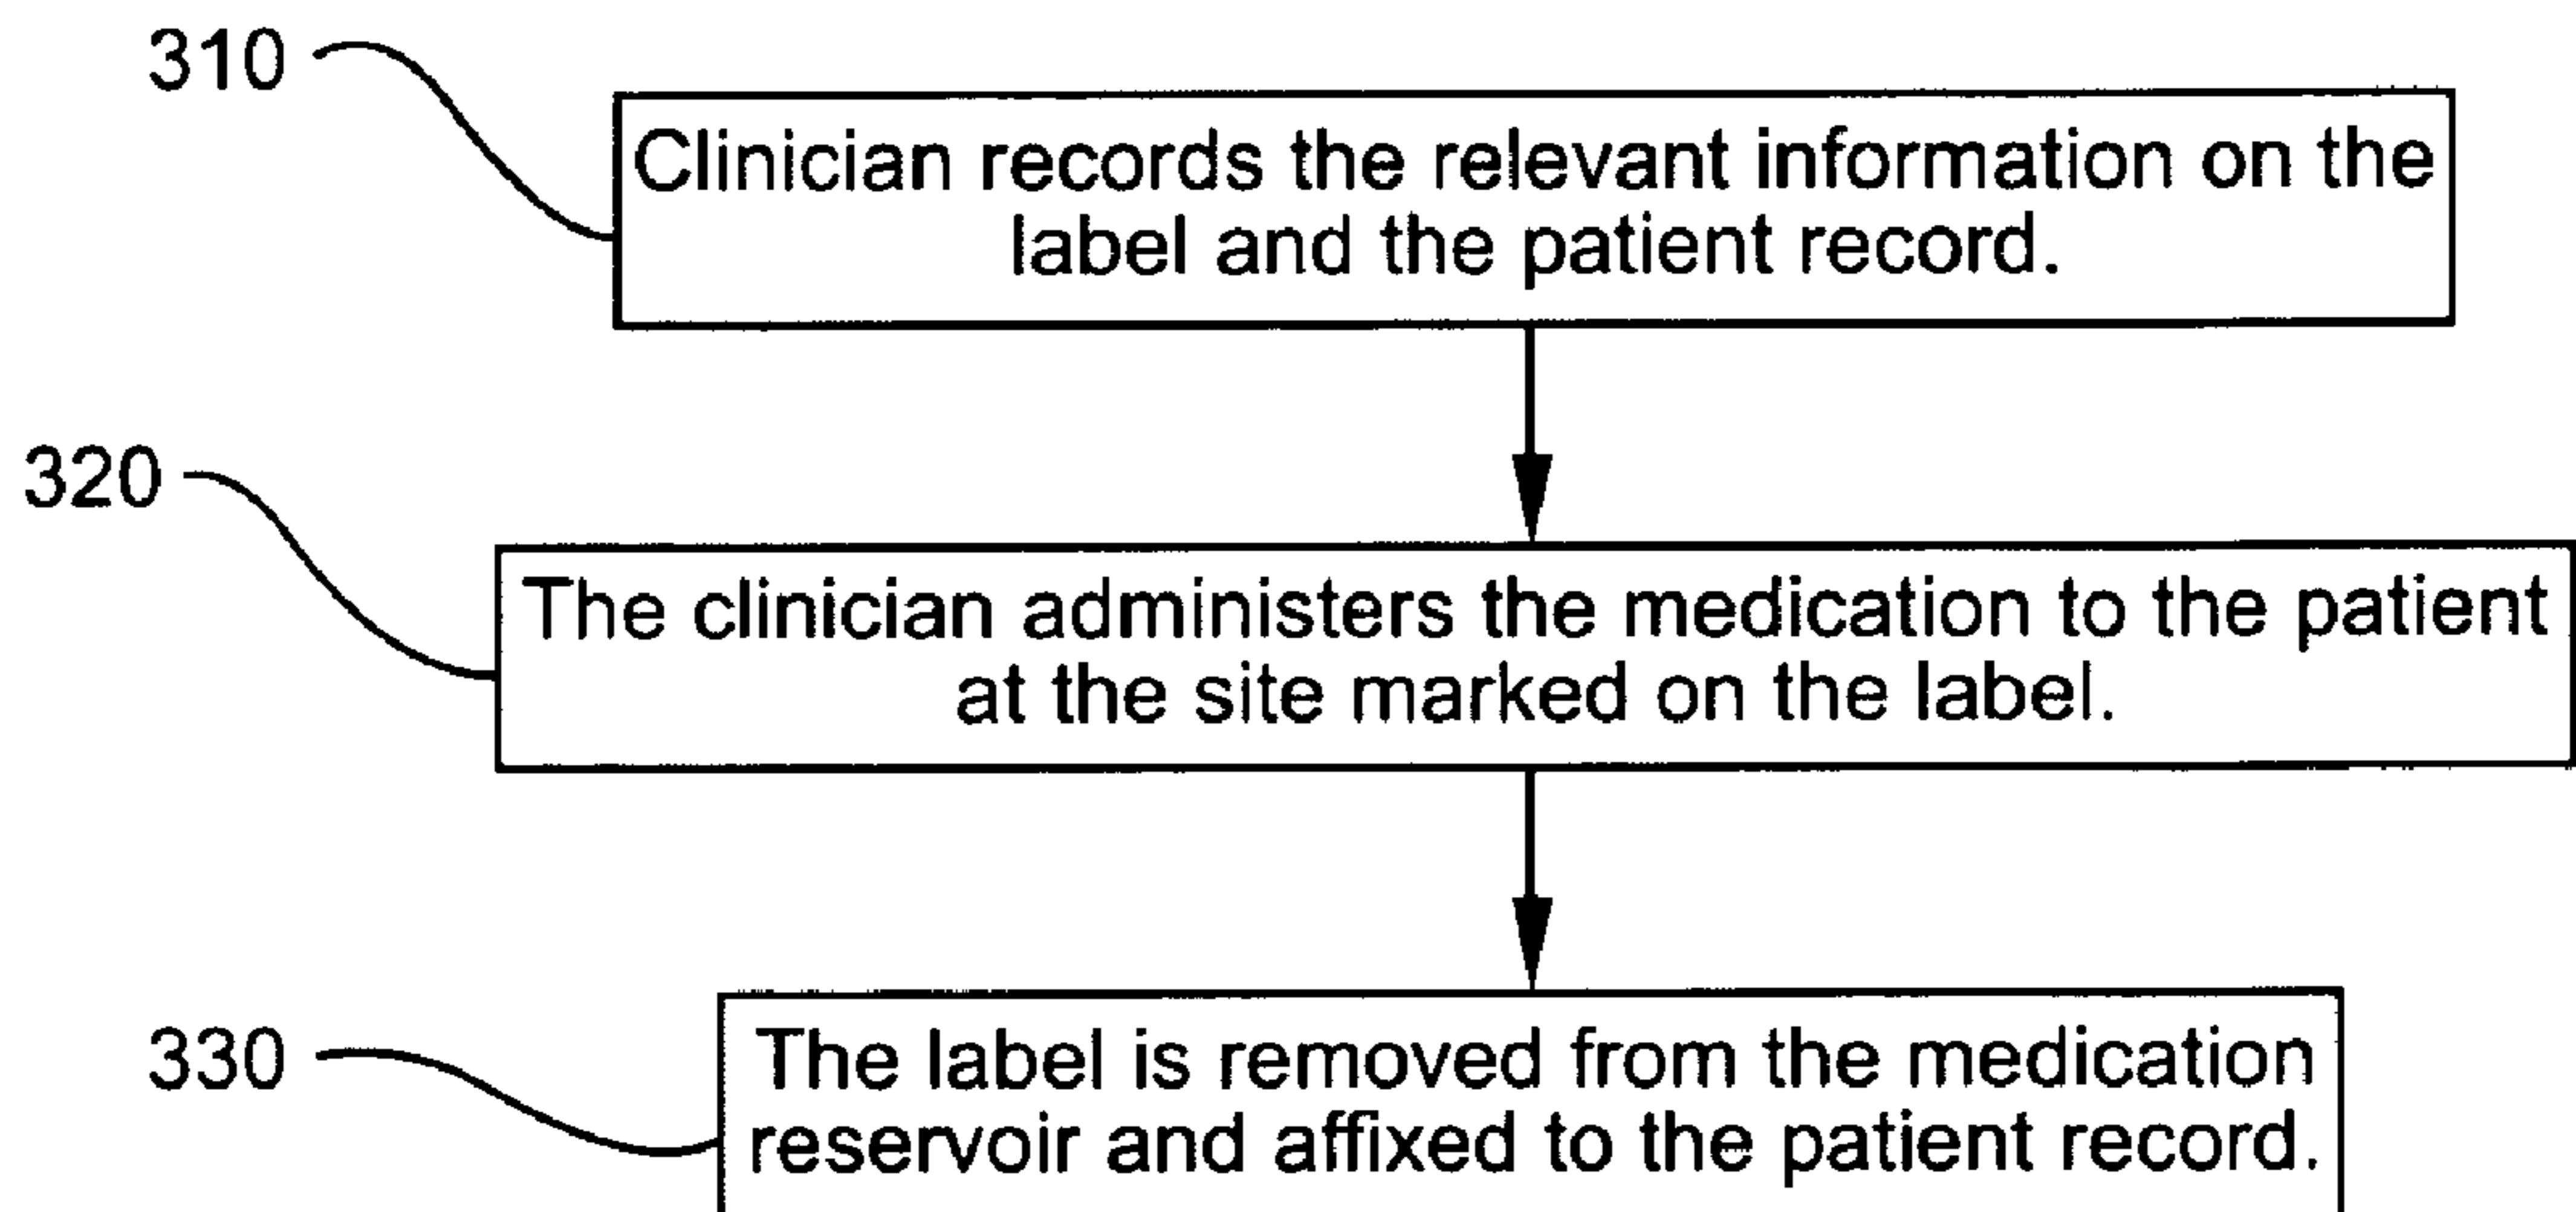 310
Clinician records the relevant information on the
label and the patient record.
320
The clinician administers the medication to the patient
at the site marked on the label.
330
The label is removed from the medication
reservoir and affixed to the patient record.